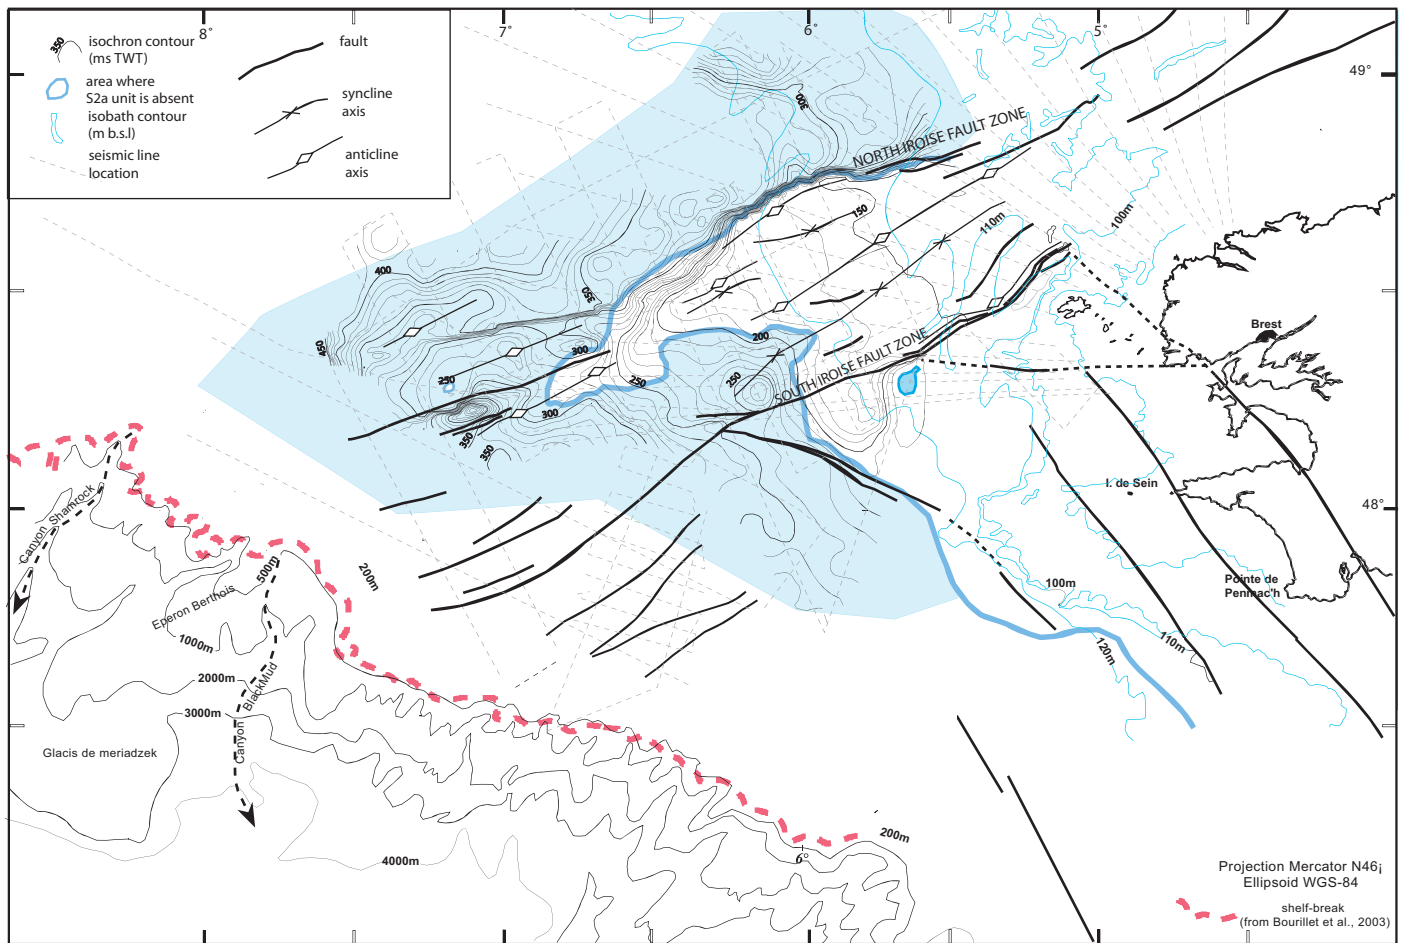 8°
7°
6°
5°
49°
48°
350
isochron contour
(ms TWT)
area where
S2a unit is absent
isobath contour
(m b.s.l)
seismic line
location
fault
syncline
axis
anticline
axis
300
NORTH IROISE FAULT ZONE
150
110m
100m
400
350
450
300
200
250
250
250
SOUTH IROISE FAULT ZONE
300
350
350
Brest
I. de Sein
Pointe de
Penmac'h
100m
110m
120m
Canyon Shamrock
500m
200m
Eperon Berthois
1000m
2000m
3000m
Canyon BlackMud
Glacis de meriadzek
4000m
200m
6°
Projection Mercator N46¡
Ellipsoid WGS-84
shelf-break
(from Bourillet et al., 2003)